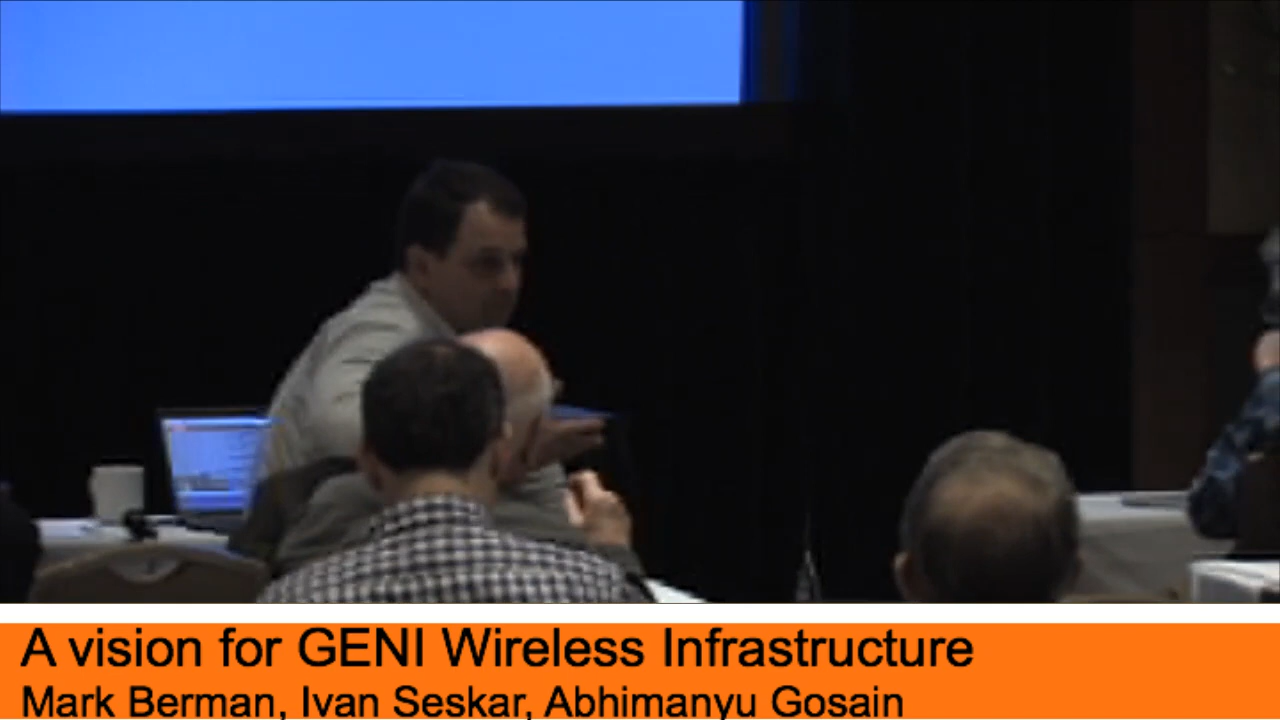 A vision for GENI Wireless Infrastructure
Mark Berman, Ivan Seskar, Abhimanyu Gosain